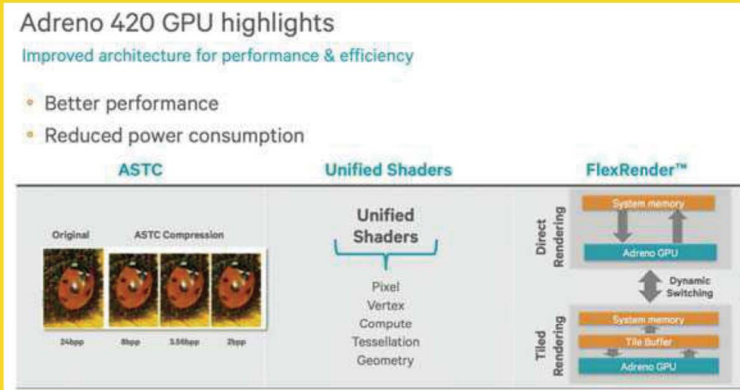 Adreno 420 GPU highlights
Improved architecture for performance & efficiency
• Better performance
• Reduced power consumption
ASTC
Original
ASTC Compression
24bpp
8bpp
3.56bpp
2bpp
Unified Shaders
Unified
Shaders
Pixel
Vertex
Compute
Tessellation
Geometry
FlexRender™
Direct
Rendering
System memory
Adreno GPU
Dynamic
Switching
Tiled
Rendering
System memory
Tile Buffer
Adreno GPU